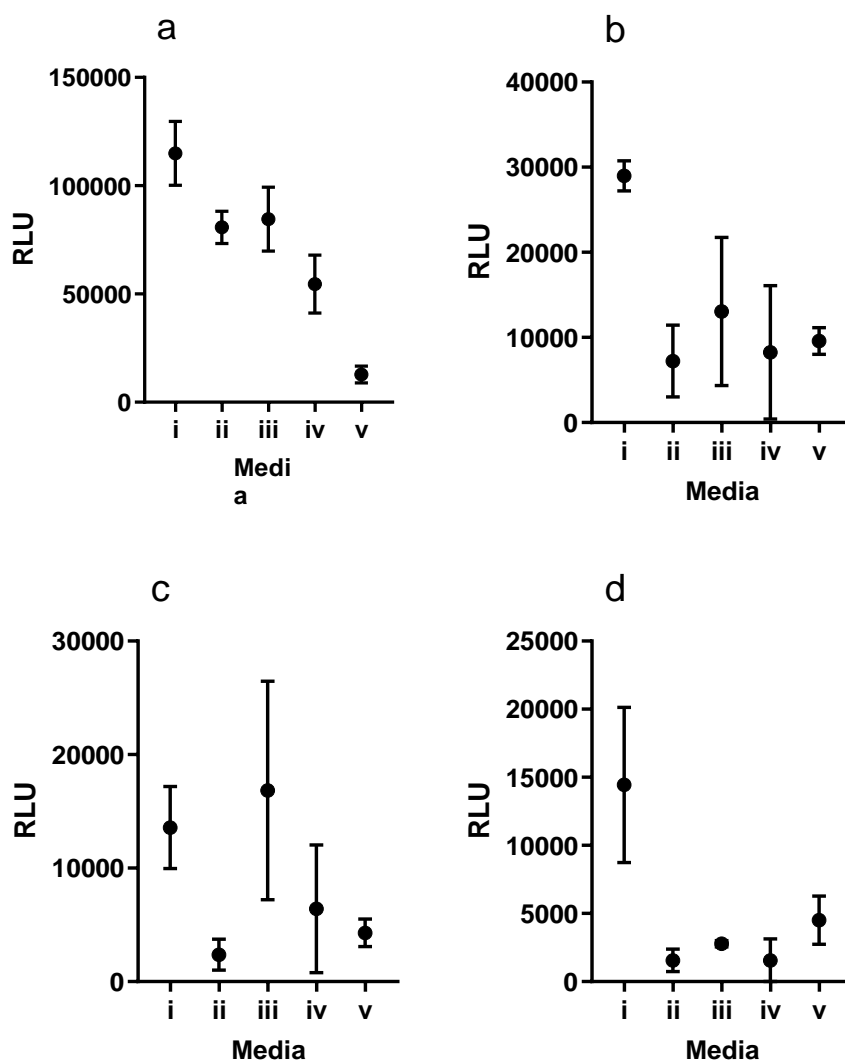 a
150000
100000
50000
0
RLU
i ii iii iv v
Medi
a
b
40000
30000
20000
10000
0
RLU
i ii iii iv v
Media
c
30000
20000
10000
0
RLU
i ii iii iv v
Media
d
25000
20000
15000
10000
5000
0
RLU
i ii iii iv v
Media